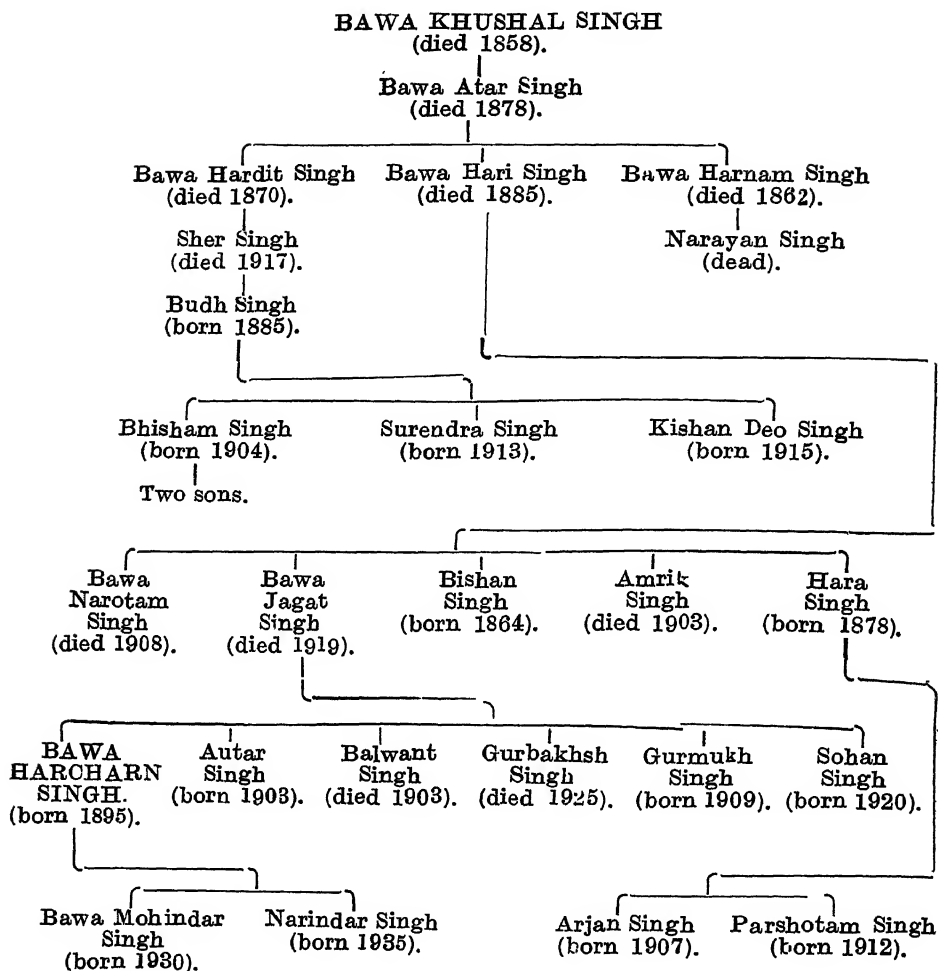 BAWA KHUSHAL SINGH
(died 1858).
Bawa Atar Singh
(died 1878).
Bawa Hardit Singh Bawa Hari Singh Bawa Harnam Singh
(died 1870). (died 1885). (died 1862).
Sher Singh Narayan Singh
(died 1917). (dead).
Budh Singh
(born 1885).
Bhisham Singh Surendra Singh Kishan Deo Singh
(born 1904). (born 1913). (born 1915).
Two sons.
Bawa Bawa Bishan Amrik Hara
Narotam Jagat Singh Singh Singh
Singh Singh (born 1864). (died 1903). (born 1878).
(died 1908). (died 1919).
BAWA Autar Balwant Gurbakhsh Gurmukh Sohan
HARCHARN Singh Singh Singh Singh Singh
SINGH. (born 1903). (died 1903). (died 1925). (born 1909). (born 1920).
(born 1895).
Bawa Mohindar Narindar Singh Arjan Singh Parshotam Singh
Singh (born 1935). (born 1907). (born 1912).
(born 1930).